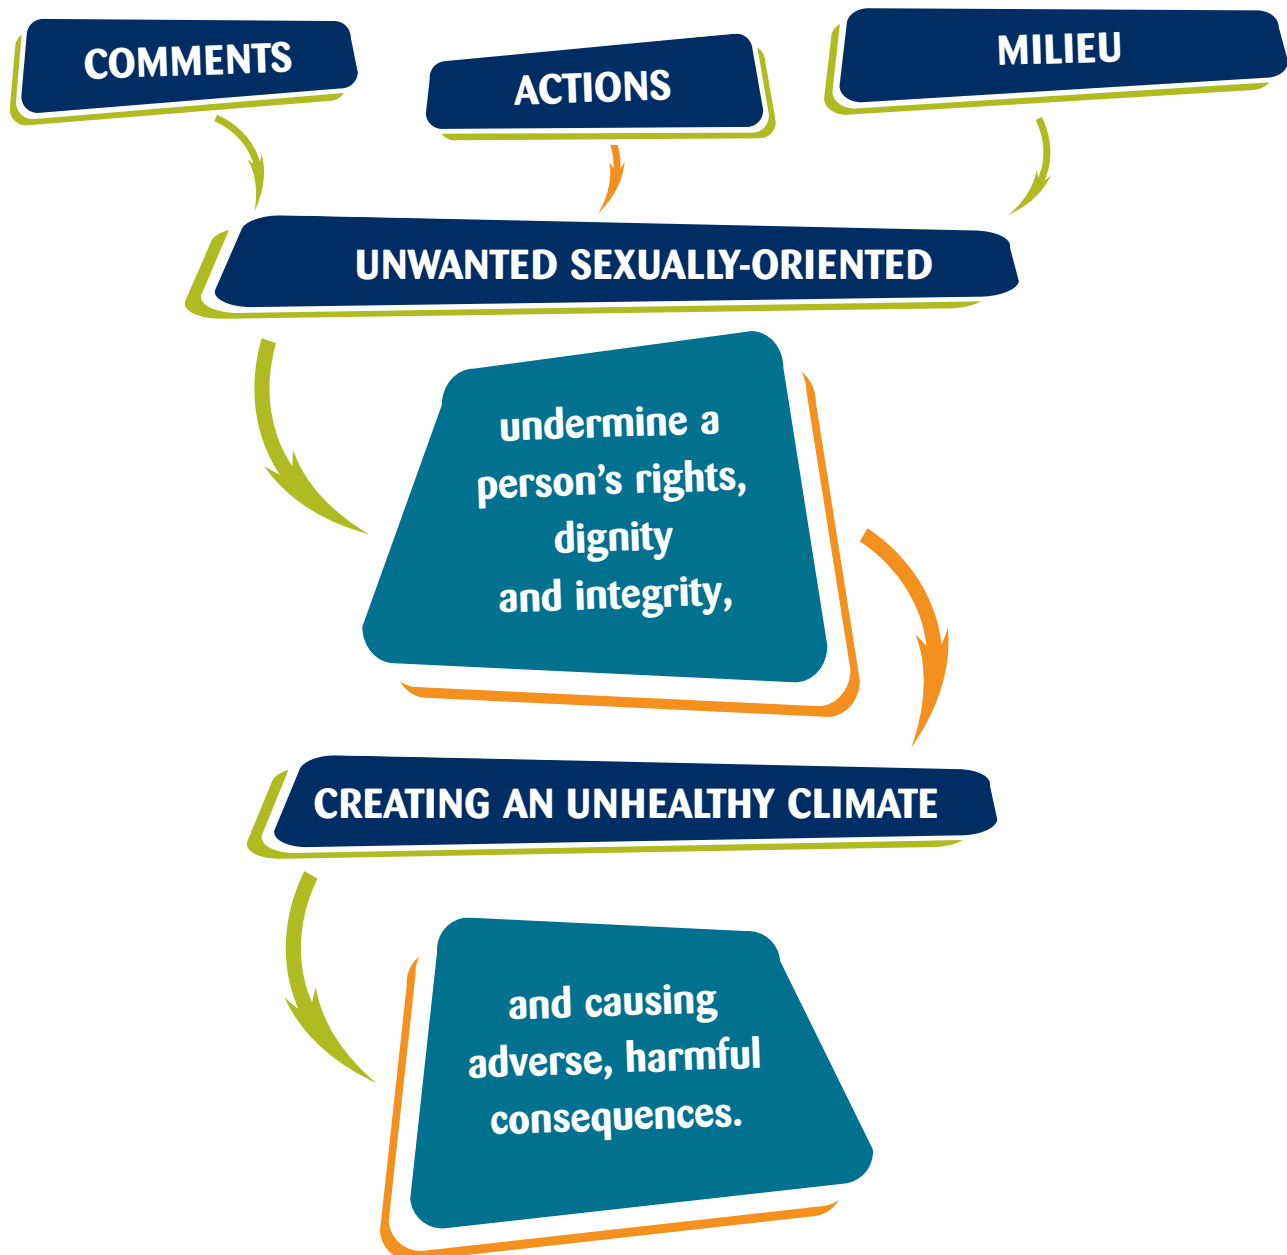 COMMENTS
ACTIONS
MILIEU
UNWANTED SEXUALLY-ORIENTED
undermine a
person’s rights,
dignity
and integrity,
CREATING AN UNHEALTHY CLIMATE
and causing
adverse, harmful
consequences.